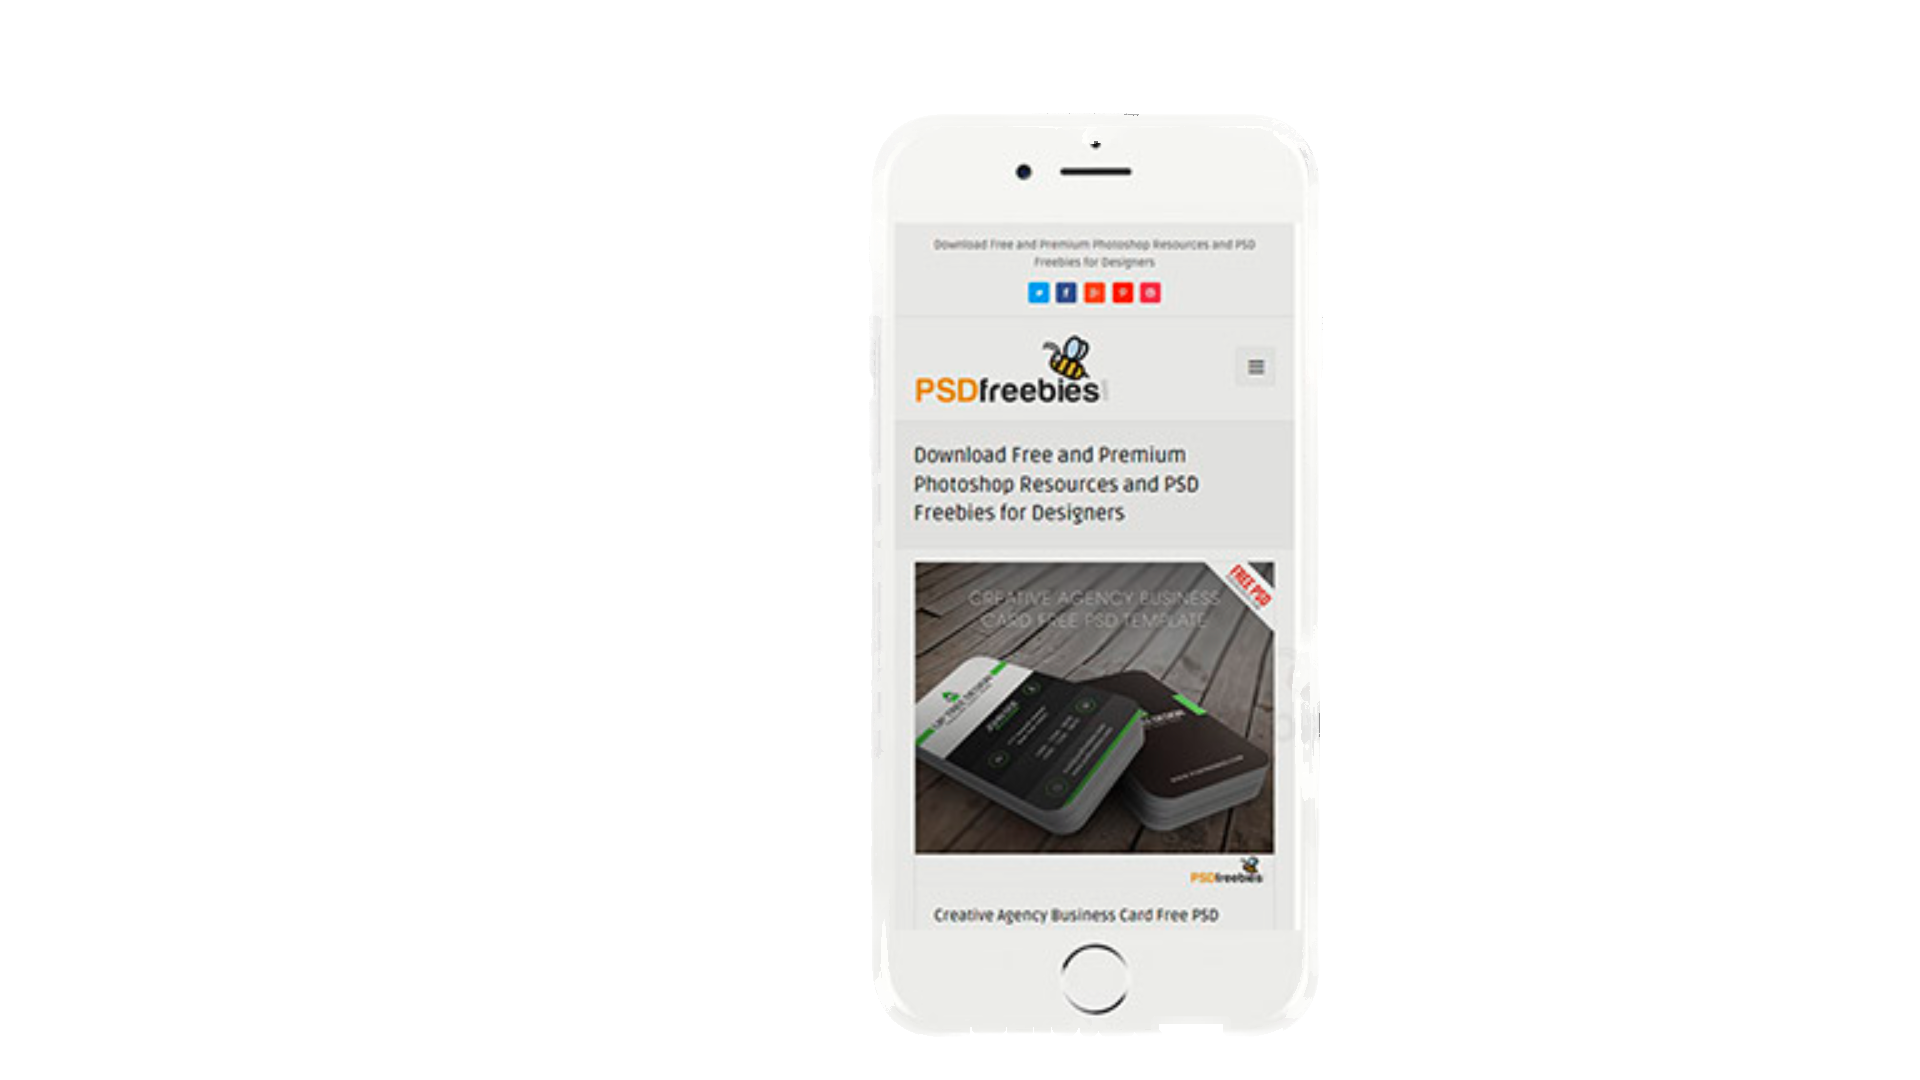 Download Free and Premium Photoshop Resources and PSD
Freebies for Designers
PSDfreebies
Download Free and Premium
Photoshop Resources and PSD
Freebies for Designers
FREE PSD
CREATIVE AGENCY BUSINESS
CARD FREE PSD TEMPLATE
PSDfreebies
Creative Agency Business Card Free PSD